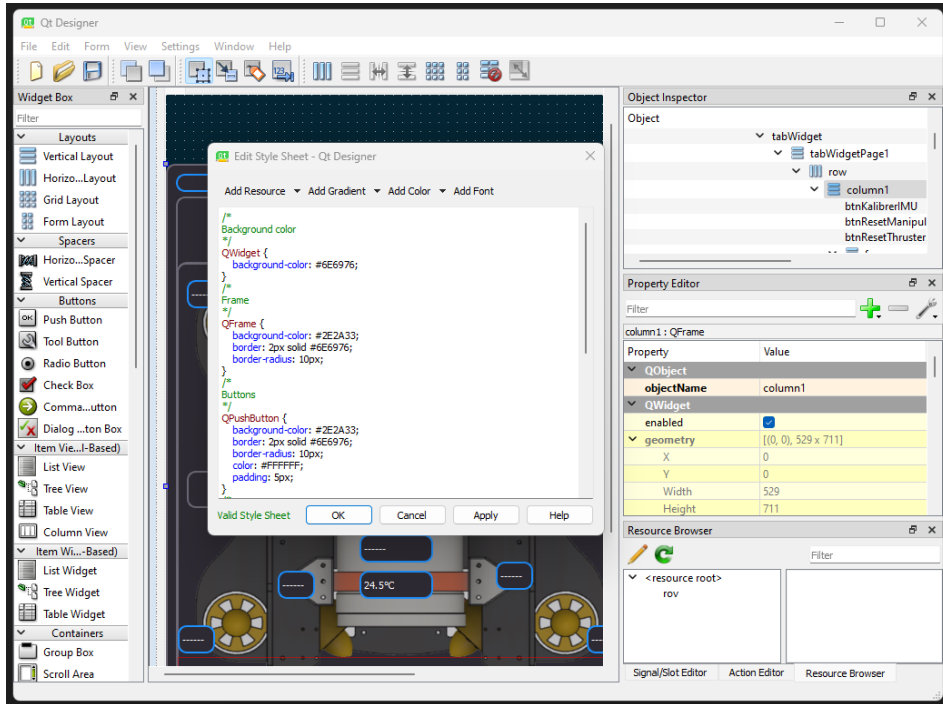 Qt Designer
File Edit Form View Settings Window Help
Widget Box
Filter
Layouts
Vertical Layout
Horizo...Layout
Grid Layout
Form Layout
Spacers
Horizo...Spacer
Vertical Spacer
Buttons
Push Button
Tool Button
Radio Button
Check Box
Comma...utton
Dialog ...ton Box
Item Vie...l-Based)
List View
Tree View
Table View
Column View
Item Wi...-Based)
List Widget
Tree Widget
Table Widget
Containers
Group Box
Scroll Area
Edit Style Sheet - Qt Designer
Add Resource Add Gradient Add Color Add Font
/*
Background color
*/
QWidget {
background-color: #6E6976;
}
/*
Frame
*/
QFrame {
background-color: #2E2A33;
border: 2px solid #6E6976;
border-radius: 10px;
}
/*
Buttons
*/
QPushButton {
background-color: #2E2A33;
border: 2px solid #6E6976;
border-radius: 10px;
color: #FFFFFF;
padding: 5px;
}
Valid Style Sheet OK Cancel Apply Help
------
------ 24.5°C ------
------
Object Inspector
Object
tabWidget
tabWidgetPage1
row
column1
btnKalibrerIMU
btnResetManipul
btnResetThruster
Property Editor
Filter
column1 : QFrame
Property Value
QObject
objectName column1
QWidget
enabled
geometry [(0, 0), 529 x 711]
X 0
Y 0
Width 529
Height 711
Resource Browser
Filter
<resource root>
rov
Signal/Slot Editor Action Editor Resource Browser